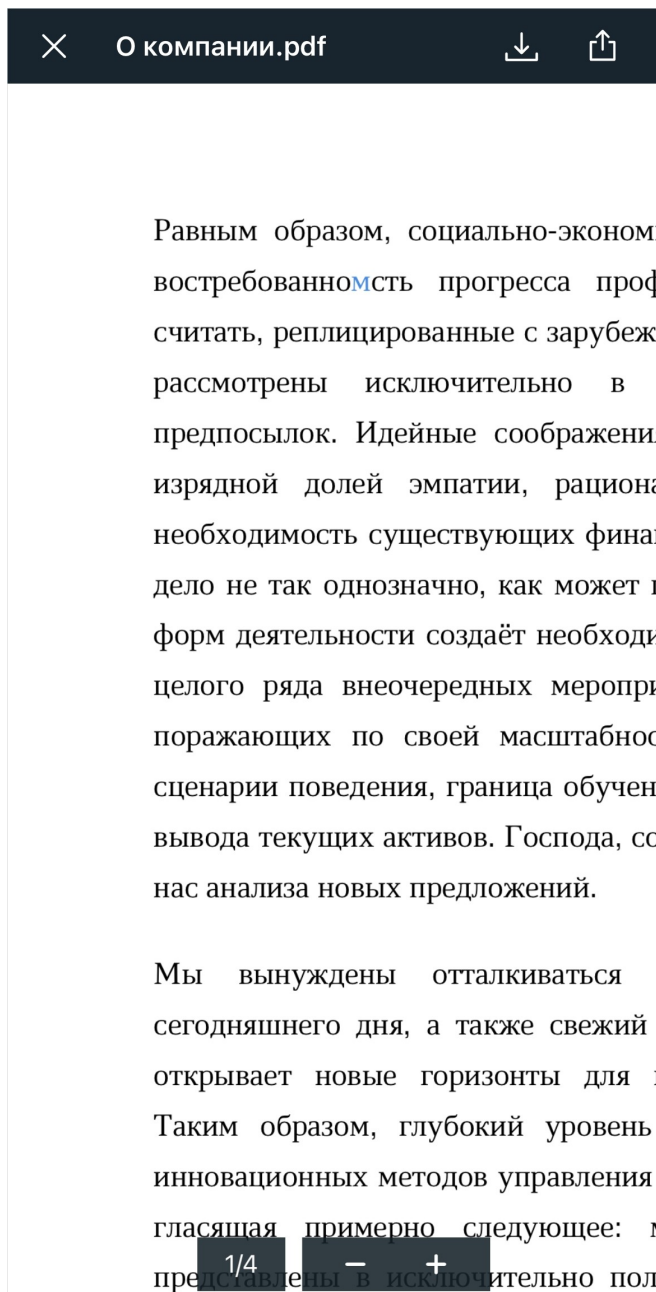 О компании.pdf
Равным образом, социально-эконом
востребованномсть прогресса проф
считать, реплицированные с зарубеж
рассмотрены исключительно в
предпосылок. Идейные соображени
изрядной долей эмпатии, рациона
необходимость существующих фина
дело не так однозначно, как может
форм деятельности создаёт необходи
целого ряда внеочередных меропри
поражающих по своей масштабнос
сценарии поведения, граница обучен
вывода текущих активов. Господа, со
нас анализа новых предложений.
Мы вынуждены отталкиваться
сегодняшнего дня, а также свежий
открывает новые горизонты для
Таким образом, глубокий уровень
инновационных методов управления
гласящая примерно следующее:
представлены в исключительно пол
1/4 − +